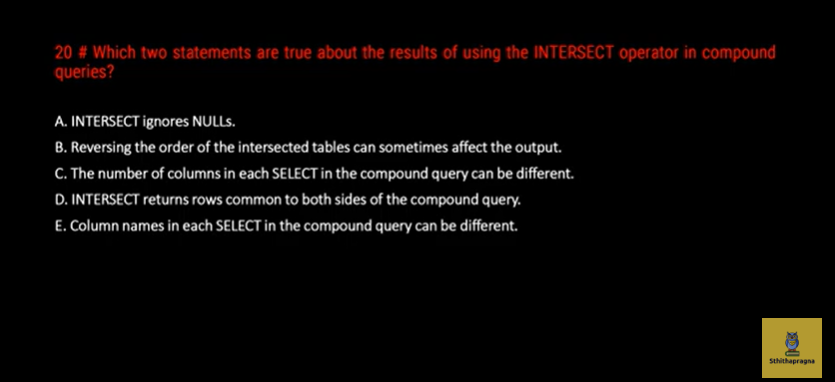 20 # Which two statements are true about the results of using the INTERSECT operator in compound
queries?
A. INTERSECT ignores NULLs.
B. Reversing the order of the intersected tables can sometimes affect the output.
C. The number of columns in each SELECT in the compound query can be different.
D. INTERSECT returns rows common to both sides of the compound query.
E. Column names in each SELECT in the compound query can be different.
Sthithapragna